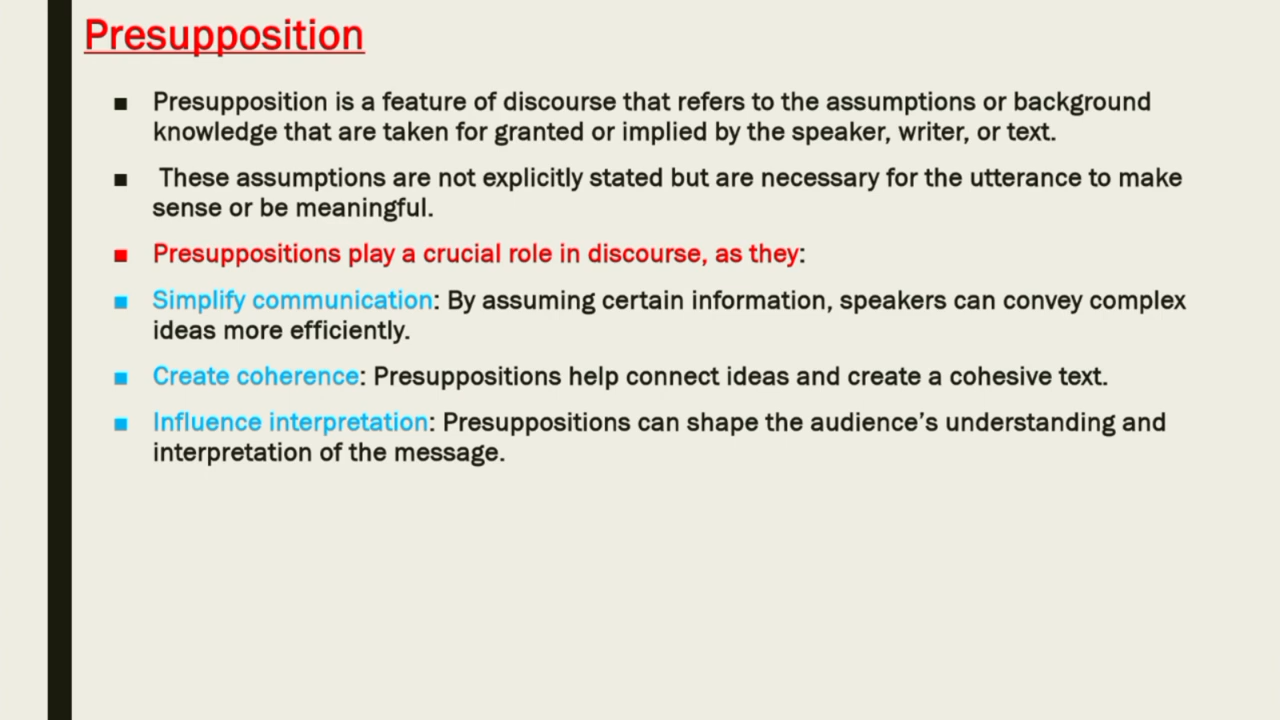 Presupposition
▪ Presupposition is a feature of discourse that refers to the assumptions or background
knowledge that are taken for granted or implied by the speaker, writer, or text.
▪ These assumptions are not explicitly stated but are necessary for the utterance to make
sense or be meaningful.
▪ Presuppositions play a crucial role in discourse, as they:
▪ Simplify communication: By assuming certain information, speakers can convey complex
ideas more efficiently.
▪ Create coherence: Presuppositions help connect ideas and create a cohesive text.
▪ Influence interpretation: Presuppositions can shape the audience’s understanding and
interpretation of the message.